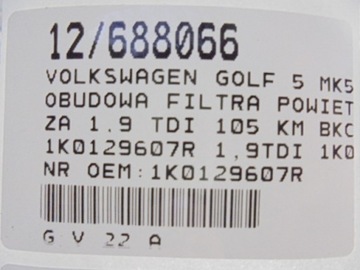 12/688066
VOLKSWAGEN GOLF 5 MK5
OBUDOWA FILTRA POWIET
ZA 1.9 TDI 105 KM BKC
1K0129607R 1,9TDI 1K0
NR OEM:1K0129607R
G V 22 A